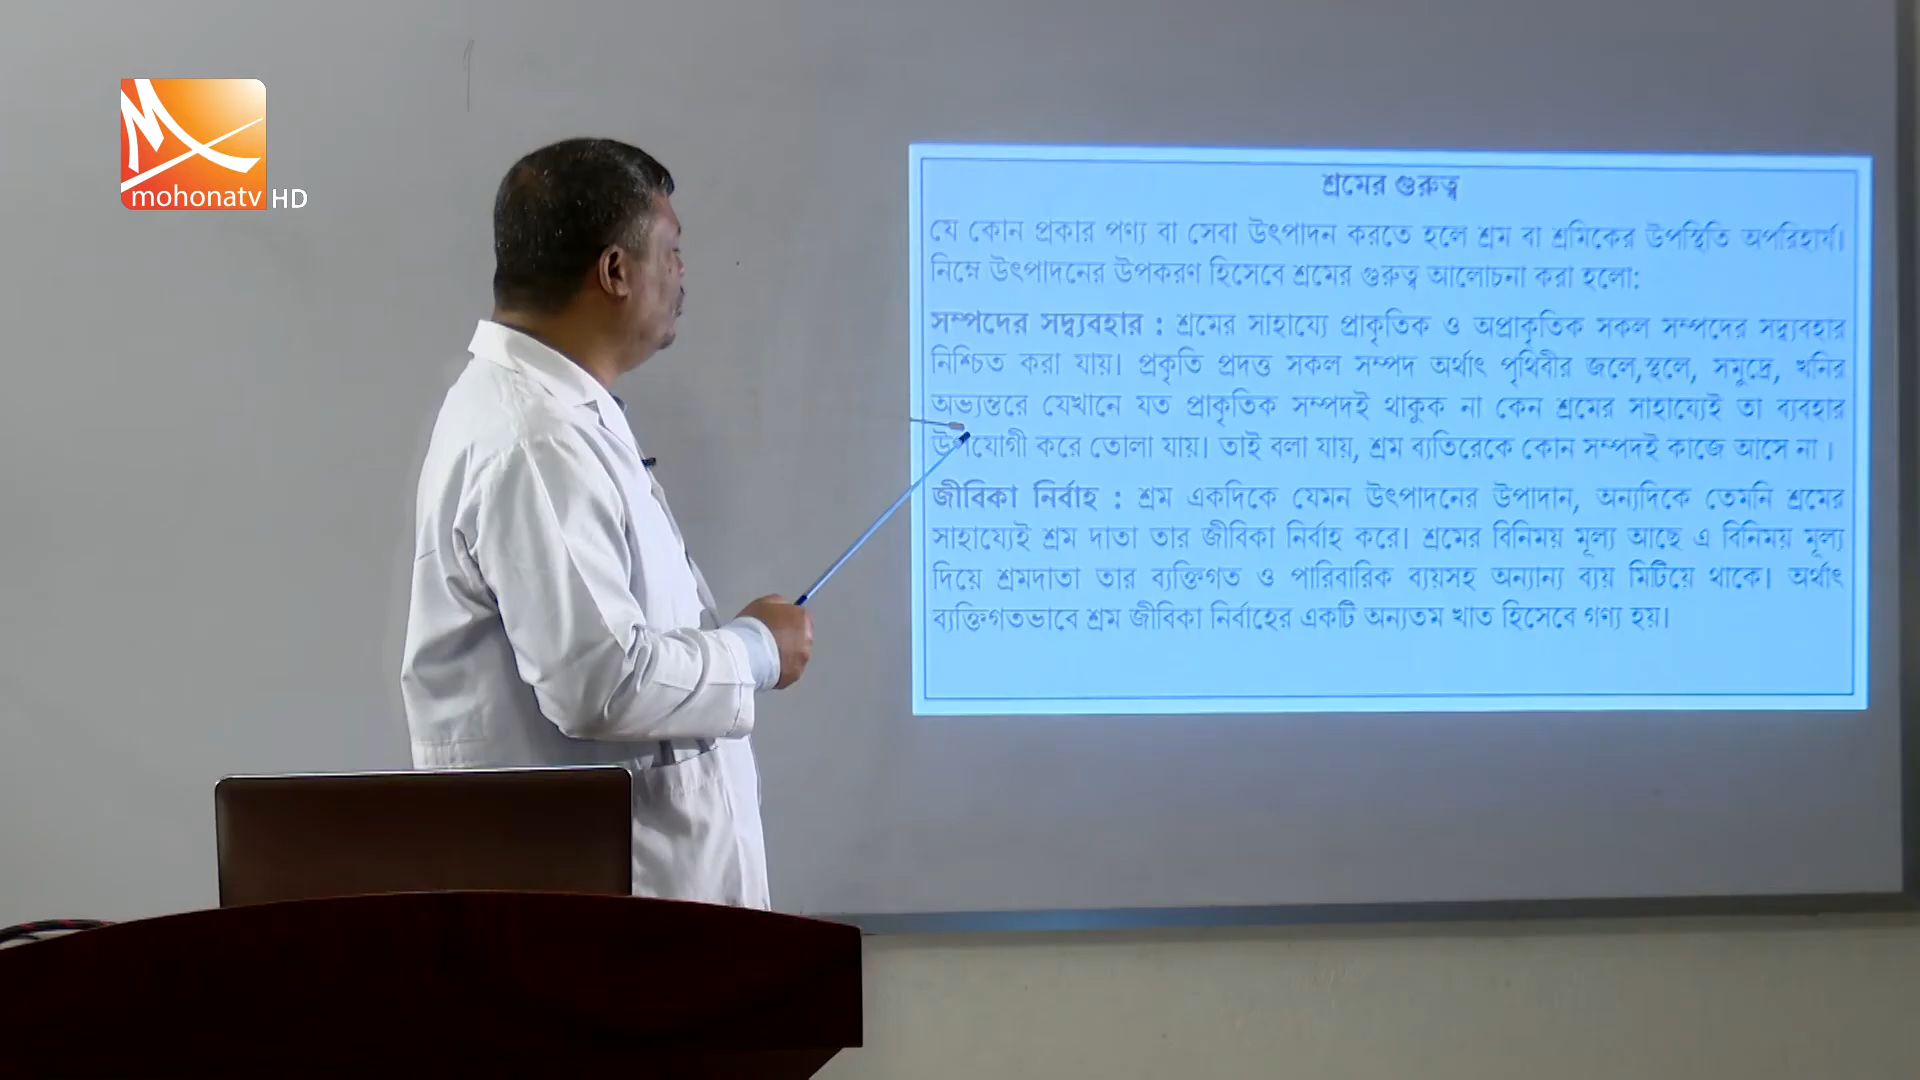 mohonatv HD
শ্রমের গুরুত্ব
যে কোন প্রকার পণ্য বা সেবা উৎপাদন করতে হলে শ্রম বা শ্রমিকের উপস্থিতি অপরিহার্য।
নিম্নে উৎপাদনের উপকরণ হিসেবে শ্রমের গুরুত্ব আলোচনা করা হলো:
সম্পদের সদ্ব্যবহার : শ্রমের সাহায্যে প্রাকৃতিক ও অপ্রাকৃতিক সকল সম্পদের সদ্ব্যবহার
নিশ্চিত করা যায়। প্রকৃতি প্রদত্ত সকল সম্পদ অর্থাৎ পৃথিবীর জলে,স্থলে, সমুদ্রে, খনির
অভ্যন্তরে যেখানে যত প্রাকৃতিক সম্পদই থাকুক না কেন শ্রমের সাহায্যেই তা ব্যবহার
উপযোগী করে তোলা যায়। তাই বলা যায়, শ্রম ব্যতিরেকে কোন সম্পদই কাজে আসে না ।
জীবিকা নির্বাহ : শ্রম একদিকে যেমন উৎপাদনের উপাদান, অন্যদিকে তেমনি শ্রমের
সাহায্যেই শ্রম দাতা তার জীবিকা নির্বাহ করে। শ্রমের বিনিময় মূল্য আছে এ বিনিময় মূল্য
দিয়ে শ্রমদাতা তার ব্যক্তিগত ও পারিবারিক ব্যয়সহ অন্যান্য ব্যয় মিটিয়ে থাকে। অর্থাৎ
ব্যক্তিগতভাবে শ্রম জীবিকা নির্বাহের একটি অন্যতম খাত হিসেবে গণ্য হয়।